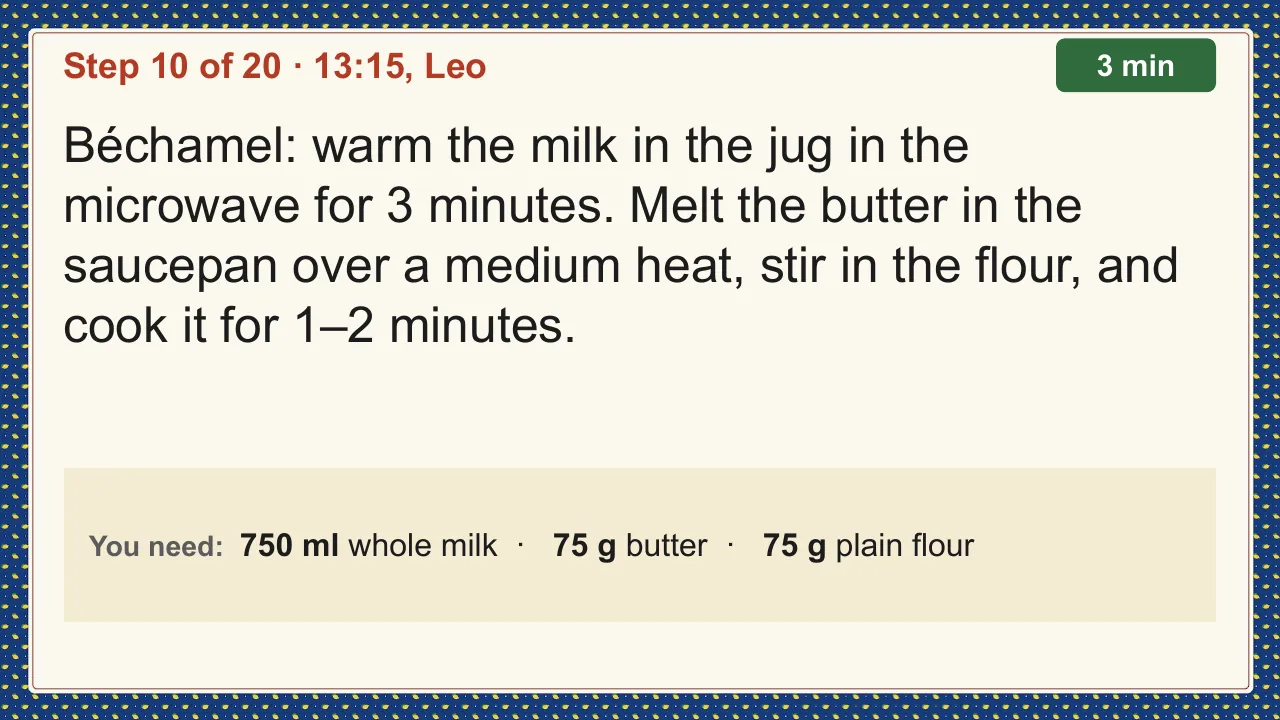 Step 10 of 20 · 13:15, Leo
3 min
Béchamel: warm the milk in the jug in the
microwave for 3 minutes. Melt the butter in the
saucepan over a medium heat, stir in the flour, and
cook it for 1–2 minutes.
You need: 750 ml whole milk · 75 g butter · 75 g plain flour